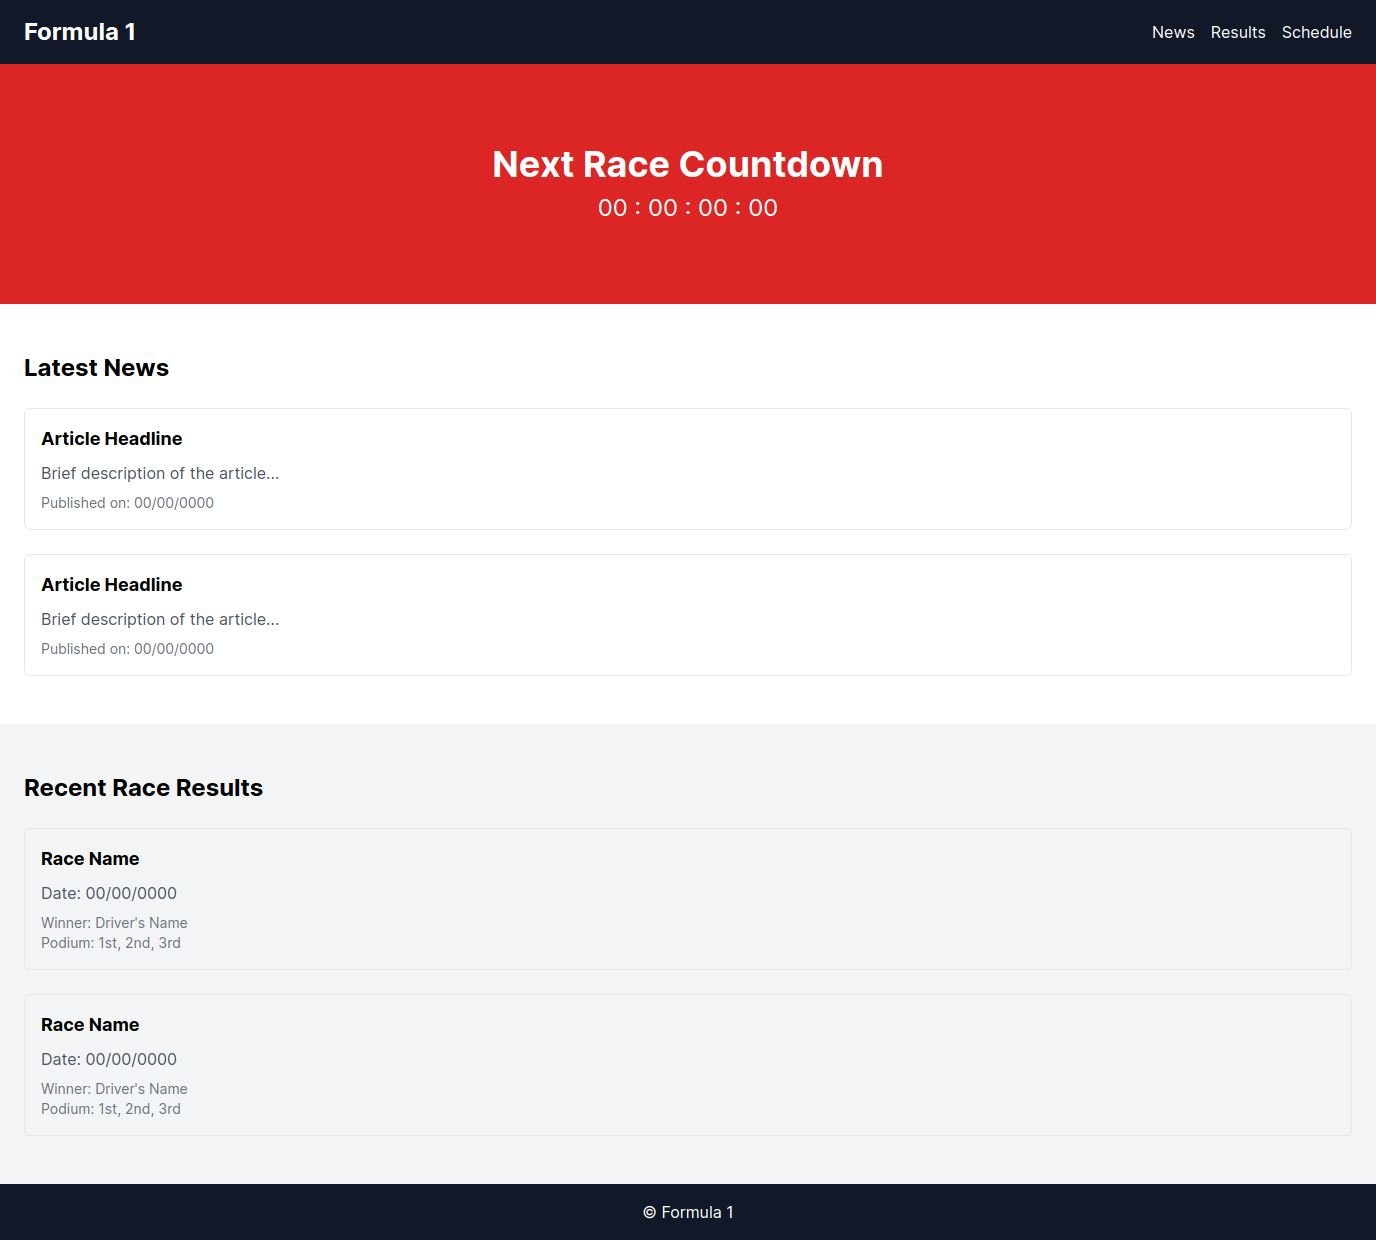 Formula 1
News Results Schedule
Next Race Countdown
00 : 00 : 00 : 00
Latest News
Article Headline
Brief description of the article...
Published on: 00/00/0000
Article Headline
Brief description of the article...
Published on: 00/00/0000
Recent Race Results
Race Name
Date: 00/00/0000
Winner: Driver's Name
Podium: 1st, 2nd, 3rd
Race Name
Date: 00/00/0000
Winner: Driver's Name
Podium: 1st, 2nd, 3rd
© Formula 1